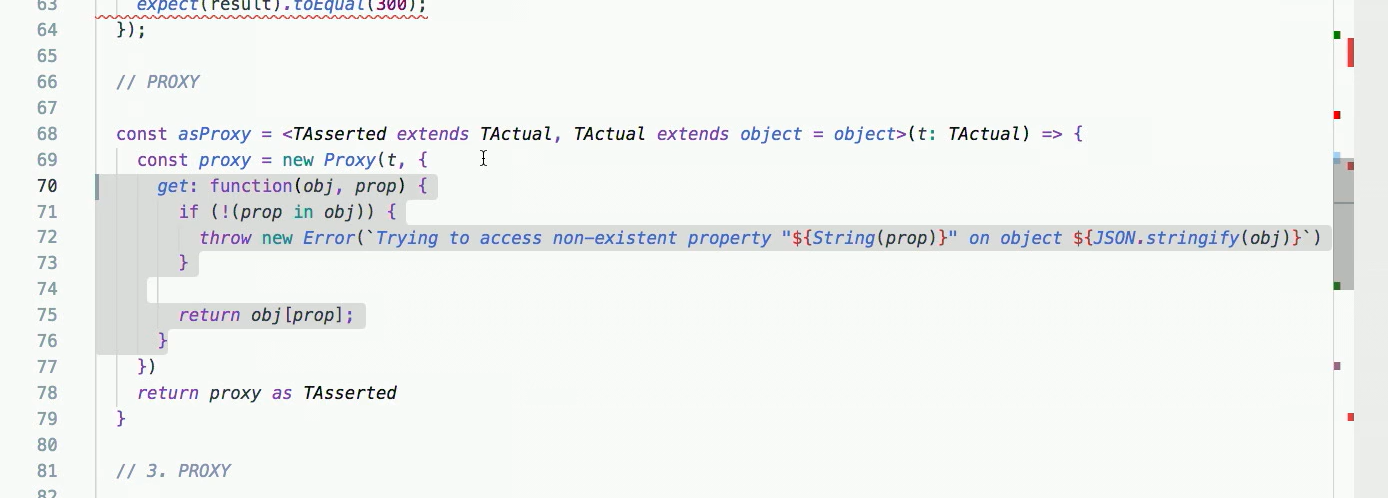 63 expect(result).toEqual(300);
64 });
65
66 // PROXY
67
68 const asProxy = <TAsserted extends TActual, TActual extends object = object>(t: TActual) => {
69 const proxy = new Proxy(t, {
70 get: function(obj, prop) {
71 if (!(prop in obj)) {
72 throw new Error(`Trying to access non-existent property "${String(prop)}" on object ${JSON.stringify(obj)}`)
73 }
74
75 return obj[prop];
76 }
77 })
78 return proxy as TAsserted
79 }
80
81 // 3. PROXY
82